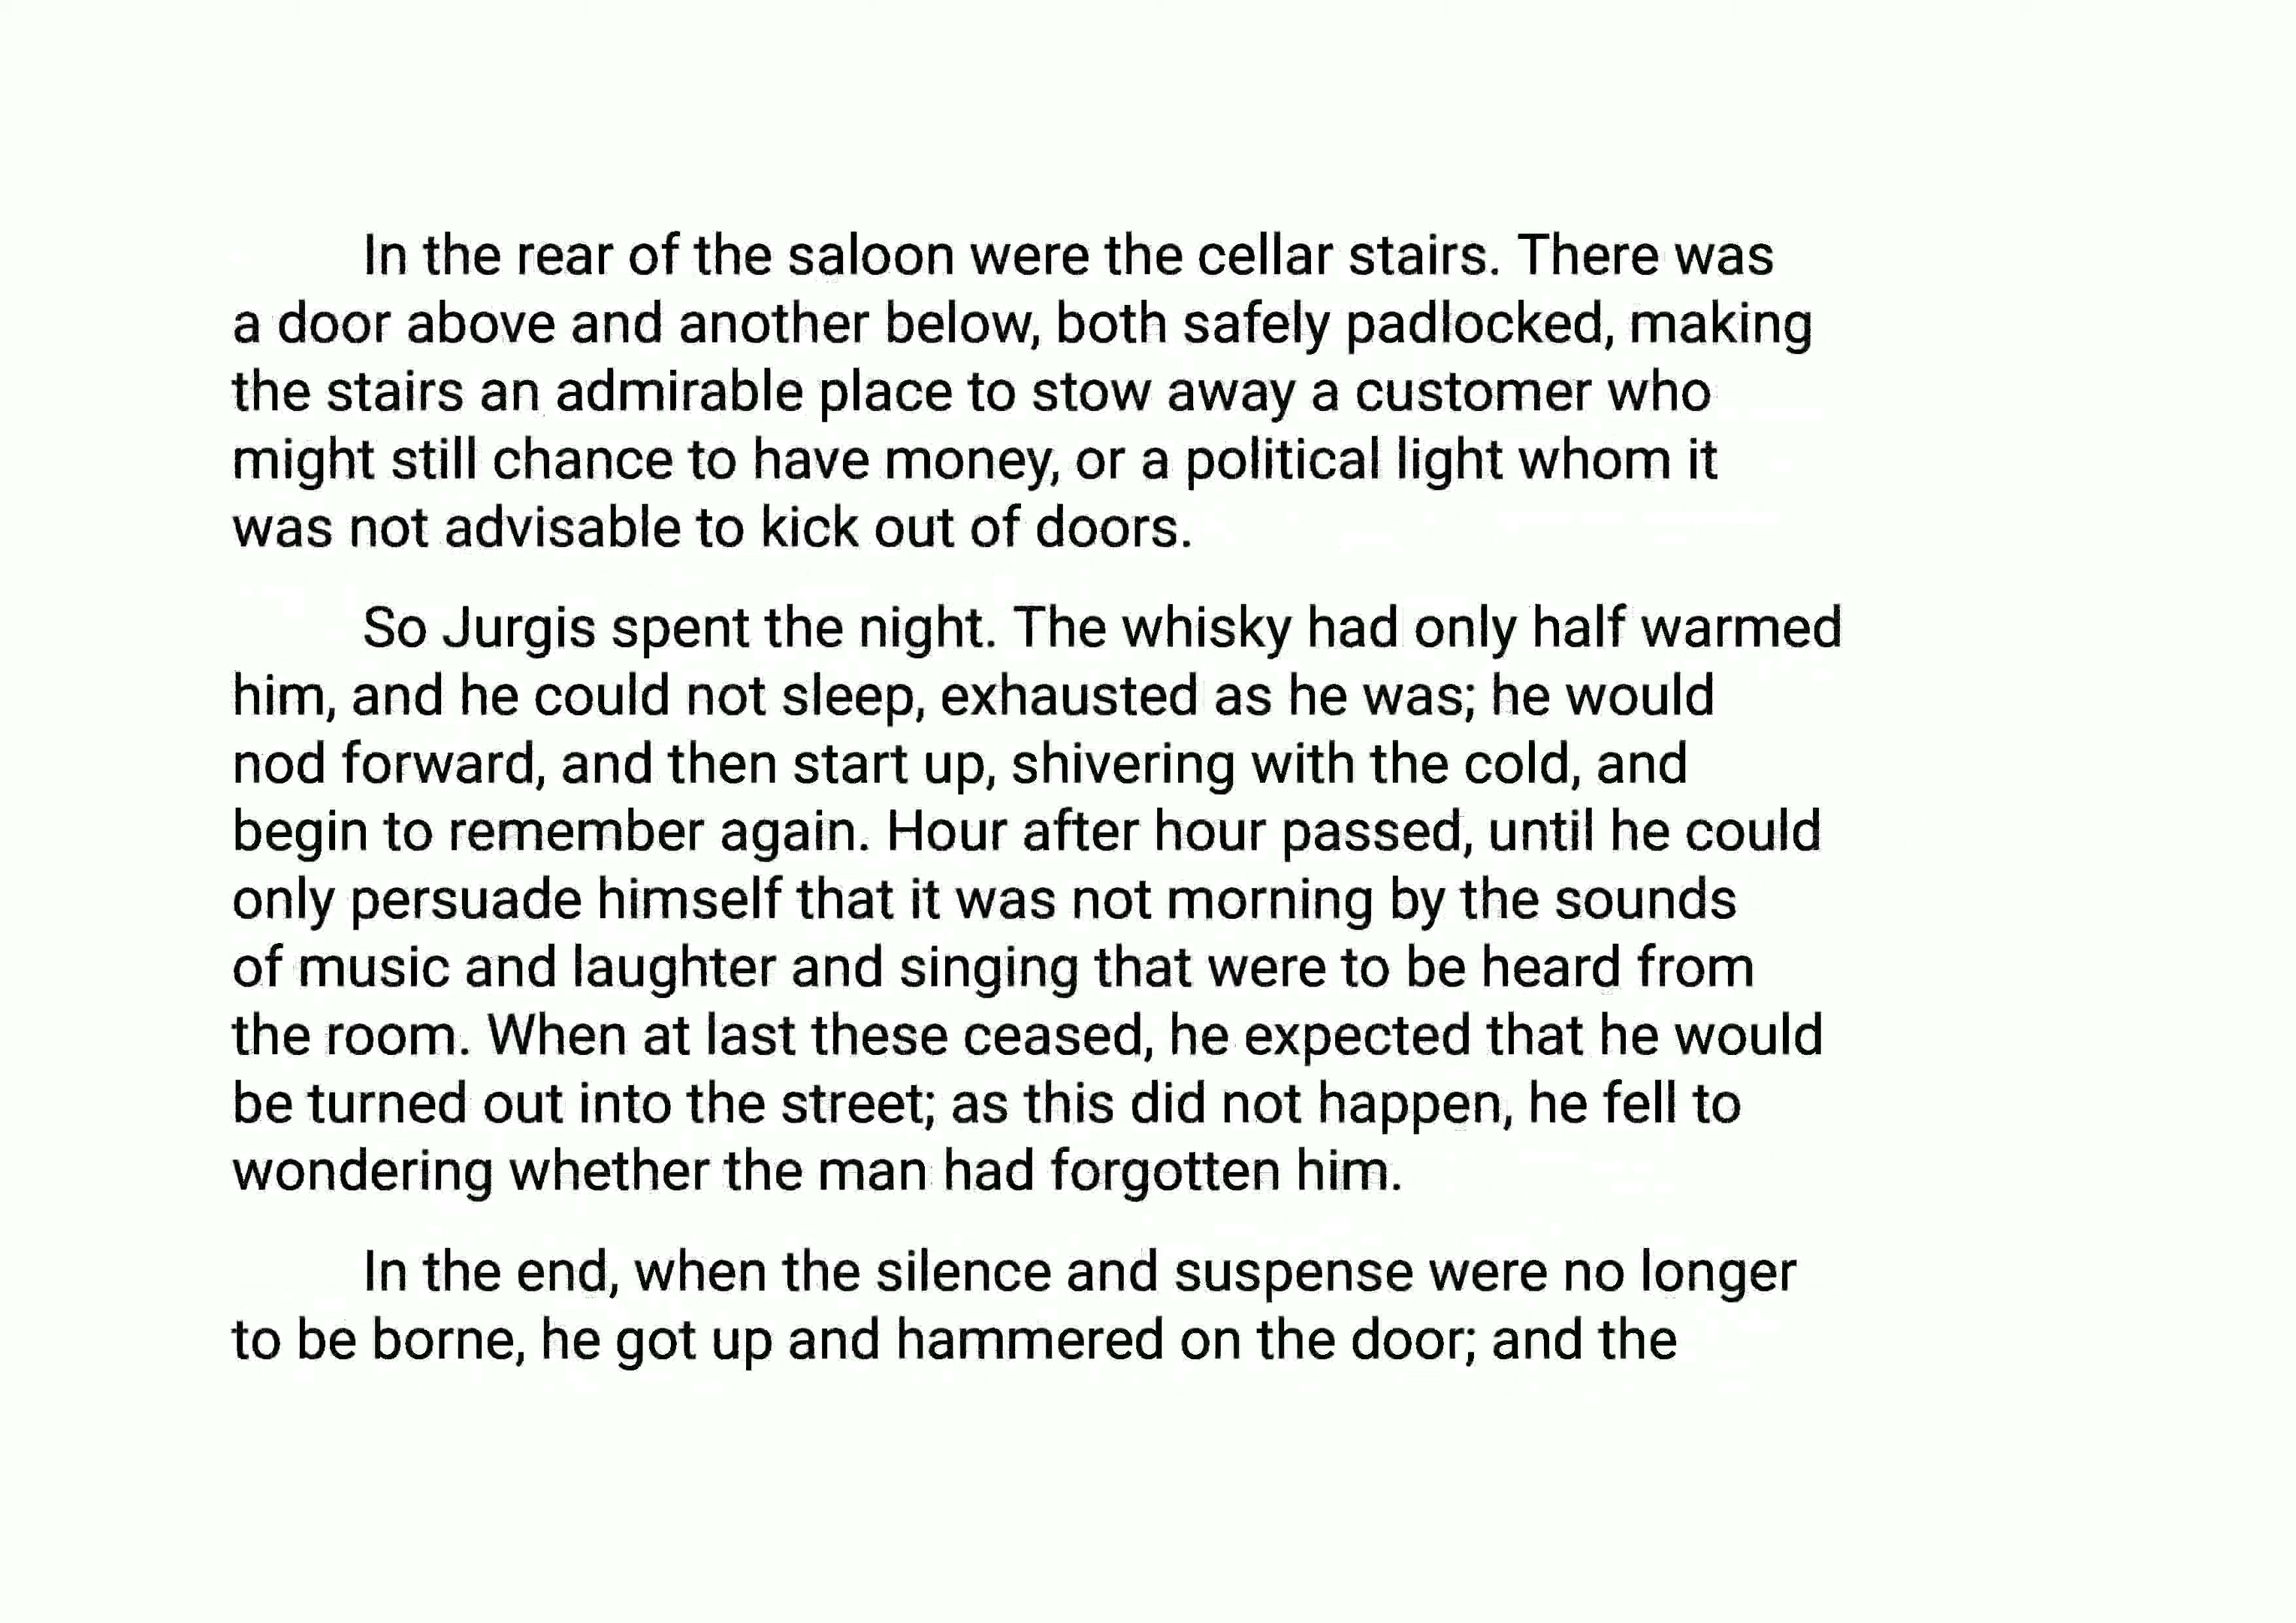 In the rear of the saloon were the cellar stairs. There was
a door above and another below, both safely padlocked, making
the stairs an admirable place to stow away a customer who
might still chance to have money, or a political light whom it
was not advisable to kick out of doors.
So Jurgis spent the night. The whisky had only half warmed
him, and he could not sleep, exhausted as he was; he would
nod forward, and then start up, shivering with the cold, and
begin to remember again. Hour after hour passed, until he could
only persuade himself that it was not morning by the sounds
of music and laughter and singing that were to be heard from
the room. When at last these ceased, he expected that he would
be turned out into the street; as this did not happen, he fell to
wondering whether the man had forgotten him.
In the end, when the silence and suspense were no longer
to be borne, he got up and hammered on the door; and the